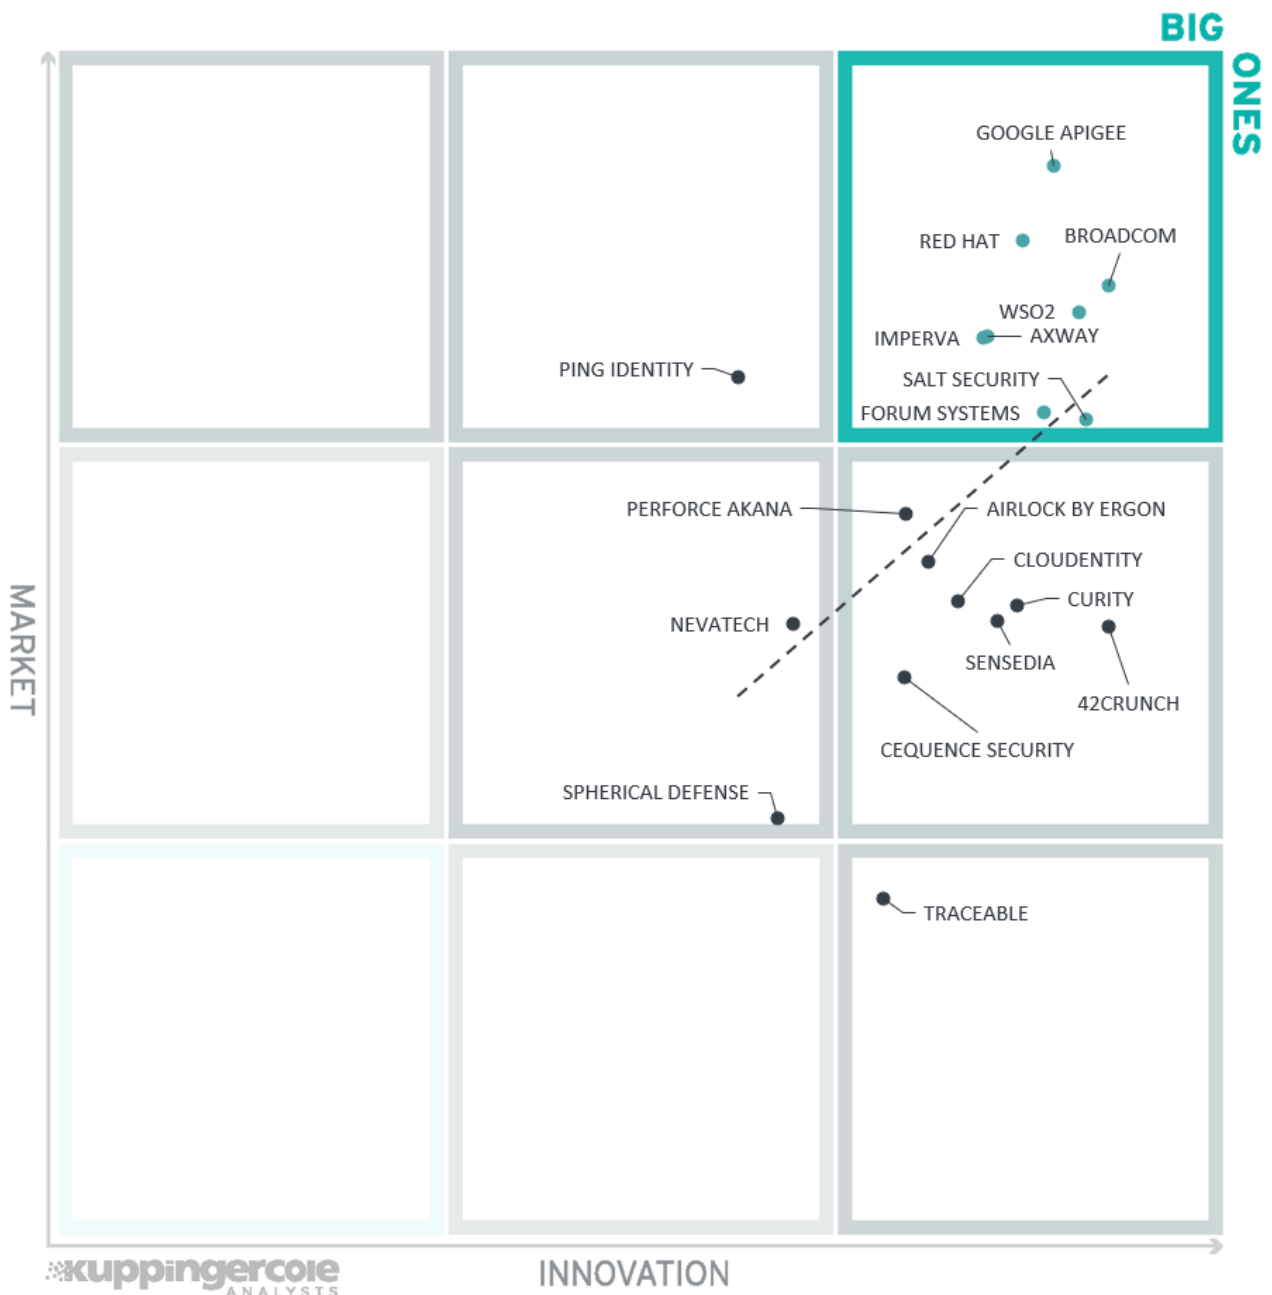 BIG
ONES
GOOGLE APIGEE
RED HAT
BROADCOM
WSO2
IMPERVA
AXWAY
PING IDENTITY
SALT SECURITY
FORUM SYSTEMS
PERFORCE AKANA
AIRLOCK BY ERGON
CLOUDENTITY
CURITY
NEVATECH
SENSEDIA
42CRUNCH
CEQUENCE SECURITY
SPHERICAL DEFENSE
TRACEABLE
MARKET
INNOVATION
kuppingercole
ANALYSTS